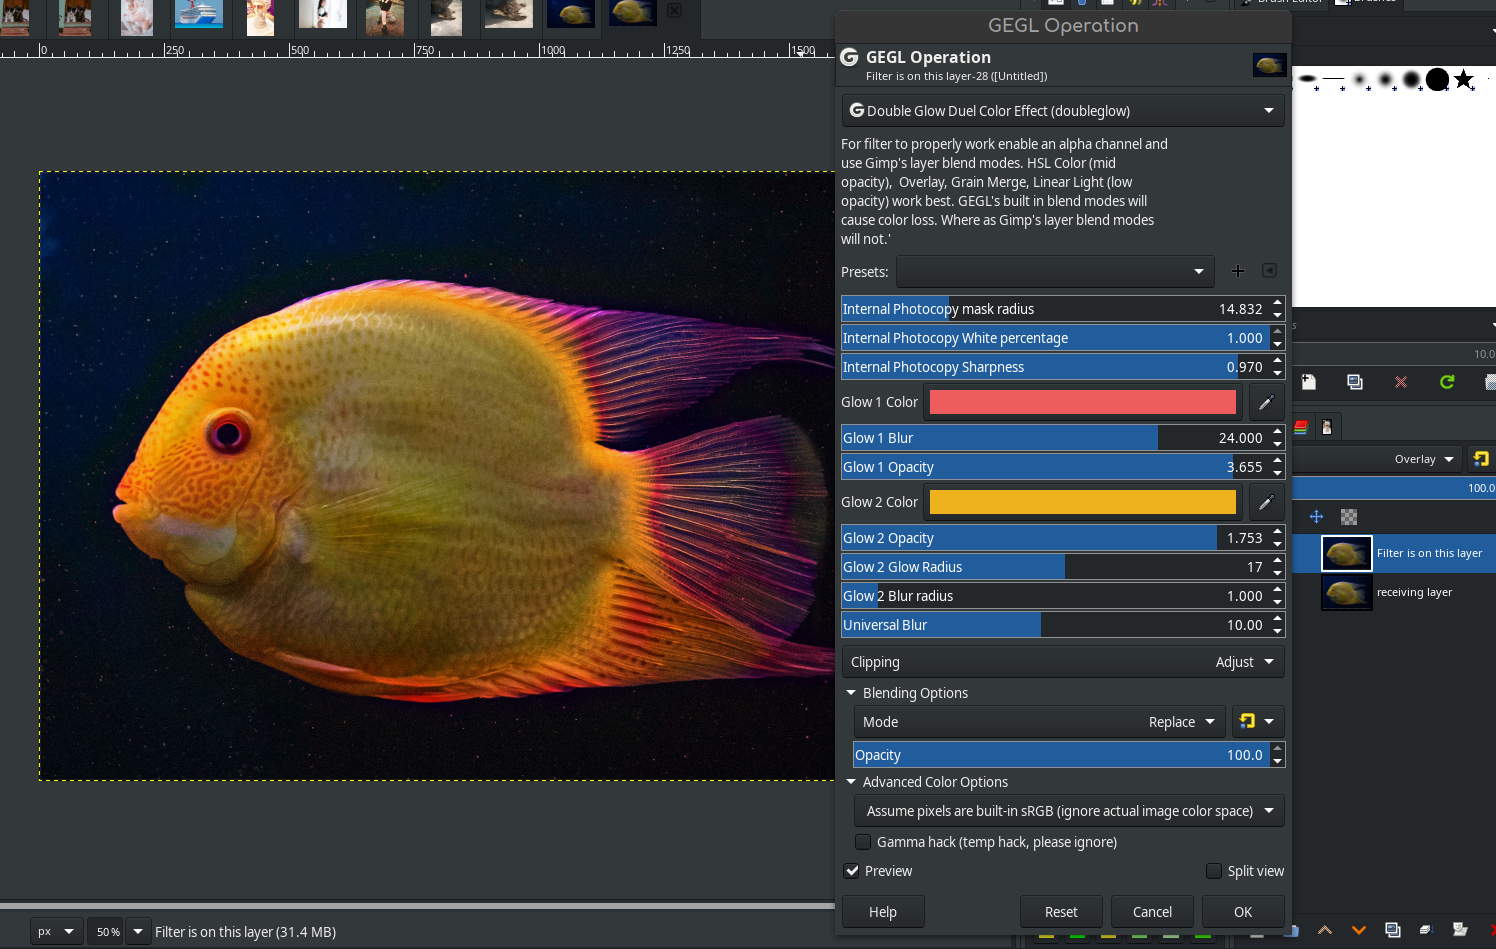 Brush Editor
Brushes
GEGL Operation
0
250
500
750
1000
1250
1500
GEGL Operation
Filter is on this layer-28 ([Untitled])
Double Glow Duel Color Effect (doubleglow)
For filter to properly work enable an alpha channel and
use Gimp's layer blend modes. HSL Color (mid
opacity),  Overlay, Grain Merge, Linear Light (low
opacity) work best. GEGL's built in blend modes will
cause color loss. Where as Gimp's layer blend modes
will not.'
Presets:
Internal Photocopy mask radius 14.832
Internal Photocopy White percentage 1.000
Internal Photocopy Sharpness 0.970
10.0
Glow 1 Color
Glow 1 Blur 24.000
Glow 1 Opacity 3.655
Overlay
100.0
Glow 2 Color
Glow 2 Opacity 1.753
Filter is on this layer
Glow 2 Glow Radius 17
Glow 2 Blur radius 1.000
receiving layer
Universal Blur 10.00
Clipping Adjust
Blending Options
Mode Replace
Opacity 100.0
Advanced Color Options
Assume pixels are built-in sRGB (ignore actual image color space)
Gamma hack (temp hack, please ignore)
Preview Split view
Help Reset Cancel OK
px 50 % Filter is on this layer (31.4 MB)